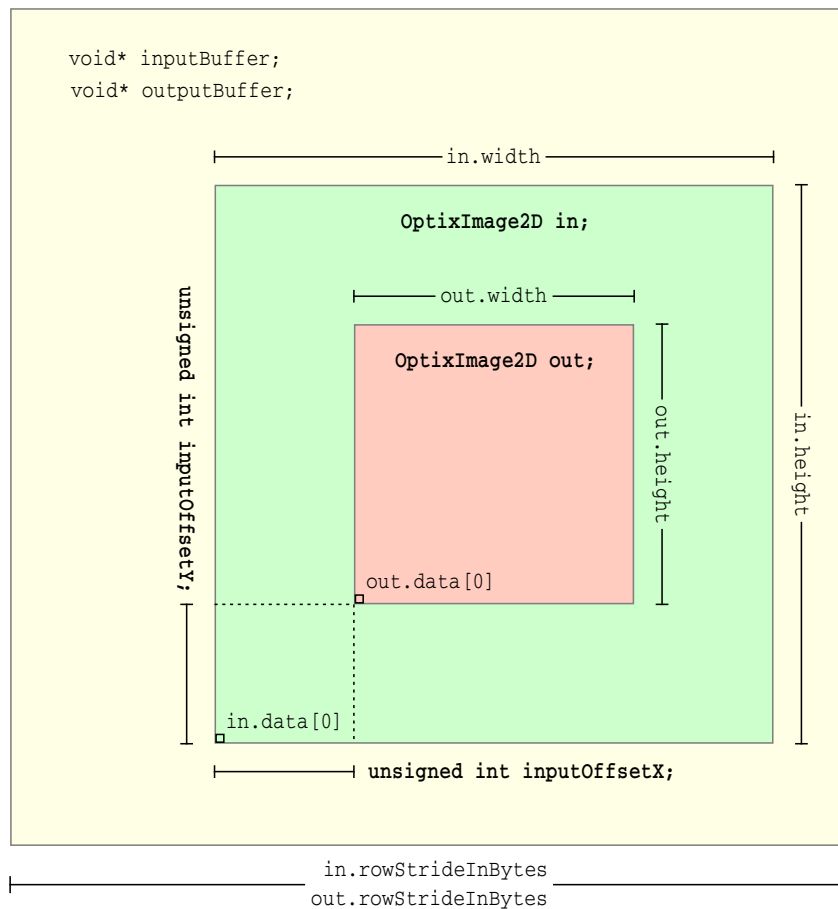 void* inputBuffer;
void* outputBuffer;
in.width
OptixImage2D in;
out.width
OptixImage2D out;
unsigned int inputOffsetY;
out.height
in.height
out.data[0]
in.data[0]
unsigned int inputOffsetX;
in.rowStrideInBytes
out.rowStrideInBytes